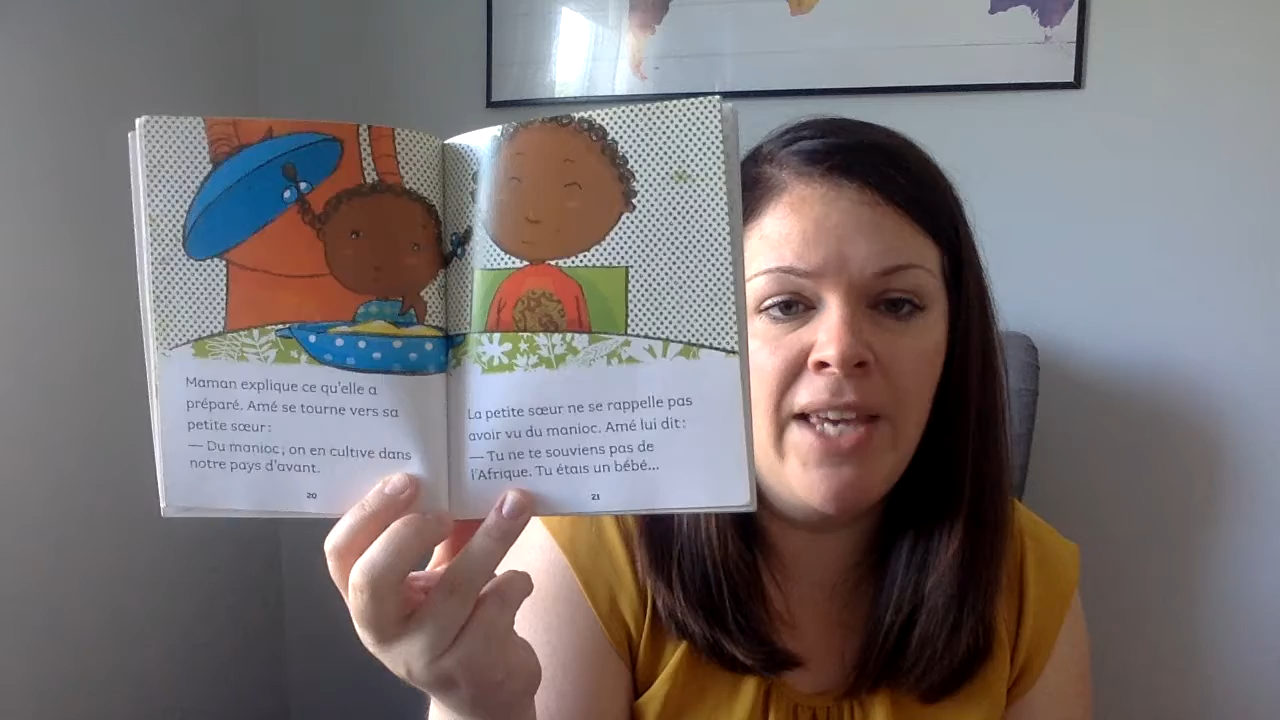 Maman explique ce qu'elle a
préparé. Amé se tourne vers sa
petite sœur :
— Du manioc, on en cultive dans
notre pays d'avant.
20
La petite sœur ne se rappelle pas
avoir vu du manioc. Amé lui dit :
— Tu ne te souviens pas de
l'Afrique. Tu étais un bébé...
21